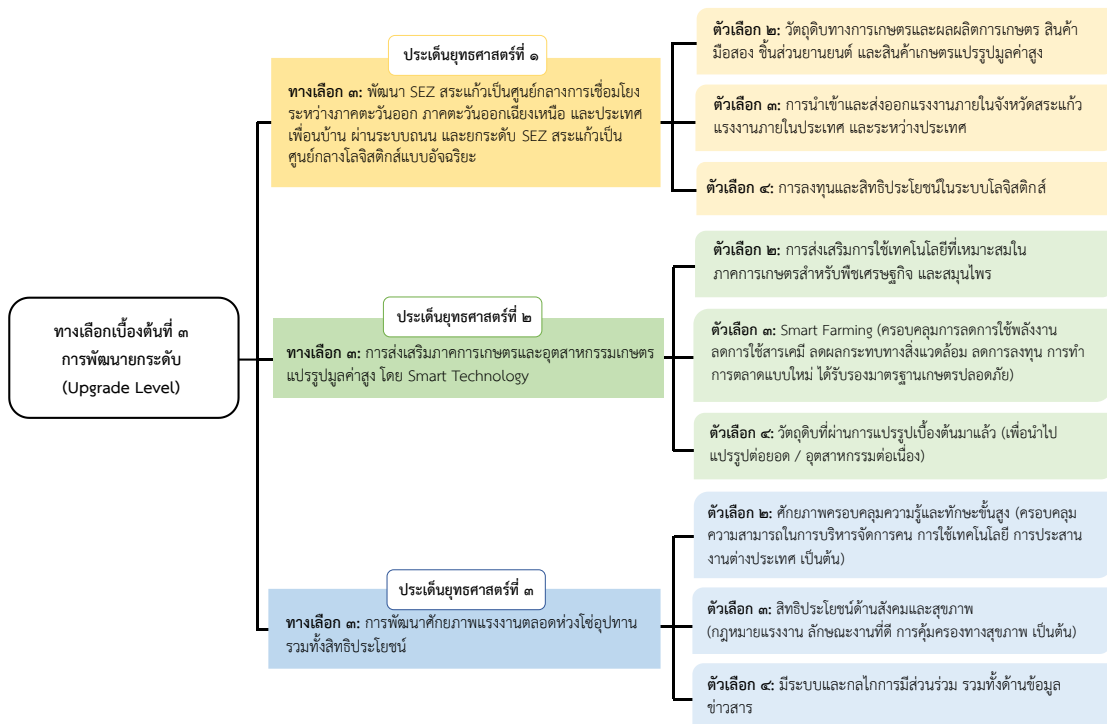 ทางเลือกเบื้องต้นที่ ๓
การพัฒนายกระดับ
(Upgrade Level)
ประเด็นยุทธศาสตร์ที่ ๑
ทางเลือก ๓: พัฒนา SEZ สระแก้วเป็นศูนย์กลางการเชื่อมโยง
ระหว่างภาคตะวันออก ภาคตะวันออกเฉียงเหนือ และประเทศ
เพื่อนบ้าน ผ่านระบบถนน และยกระดับ SEZ สระแก้วเป็น
ศูนย์กลางโลจิสติกส์แบบอัจฉริยะ
ตัวเลือก ๒: วัตถุดิบทางการเกษตรและผลผลิตการเกษตร สินค้า
มือสอง ชิ้นส่วนยานยนต์ และสินค้าเกษตรแปรรูปมูลค่าสูง
ตัวเลือก ๓: การนำเข้าและส่งออกแรงงานภายในจังหวัดสระแก้ว
แรงงานภายในประเทศ และระหว่างประเทศ
ตัวเลือก ๔: การลงทุนและสิทธิประโยชน์ในระบบโลจิสติกส์
ประเด็นยุทธศาสตร์ที่ ๒
ทางเลือก ๓: การส่งเสริมภาคการเกษตรและอุตสาหกรรมเกษตร
แปรรูปมูลค่าสูง โดย Smart Technology
ตัวเลือก ๒: การส่งเสริมการใช้เทคโนโลยีที่เหมาะสมใน
ภาคการเกษตรสำหรับพืชเศรษฐกิจ และสมุนไพร
ตัวเลือก ๓: Smart Farming (ครอบคลุมการลดการใช้พลังงาน
ลดการใช้สารเคมี ลดผลกระทบทางสิ่งแวดล้อม ลดการลงทุน การทำ
การตลาดแบบใหม่ ได้รับรองมาตรฐานเกษตรปลอดภัย)
ตัวเลือก ๔: วัตถุดิบที่ผ่านการแปรรูปเบื้องต้นมาแล้ว (เพื่อนำไป
แปรรูปต่อยอด / อุตสาหกรรมต่อเนื่อง)
ประเด็นยุทธศาสตร์ที่ ๓
ทางเลือก ๓: การพัฒนาศักยภาพแรงงานตลอดห่วงโซ่อุปทาน
รวมทั้งสิทธิประโยชน์
ตัวเลือก ๒: ศักยภาพครอบคลุมความรู้และทักษะขั้นสูง (ครอบคลุม
ความสามารถในการบริหารจัดการคน การใช้เทคโนโลยี การประสาน
งานต่างประเทศ เป็นต้น)
ตัวเลือก ๓: สิทธิประโยชน์ด้านสังคมและสุขภาพ
(กฎหมายแรงงาน ลักษณะงานที่ดี การคุ้มครองทางสุขภาพ เป็นต้น)
ตัวเลือก ๔: มีระบบและกลไกการมีส่วนร่วม รวมทั้งด้านข้อมูล
ข่าวสาร